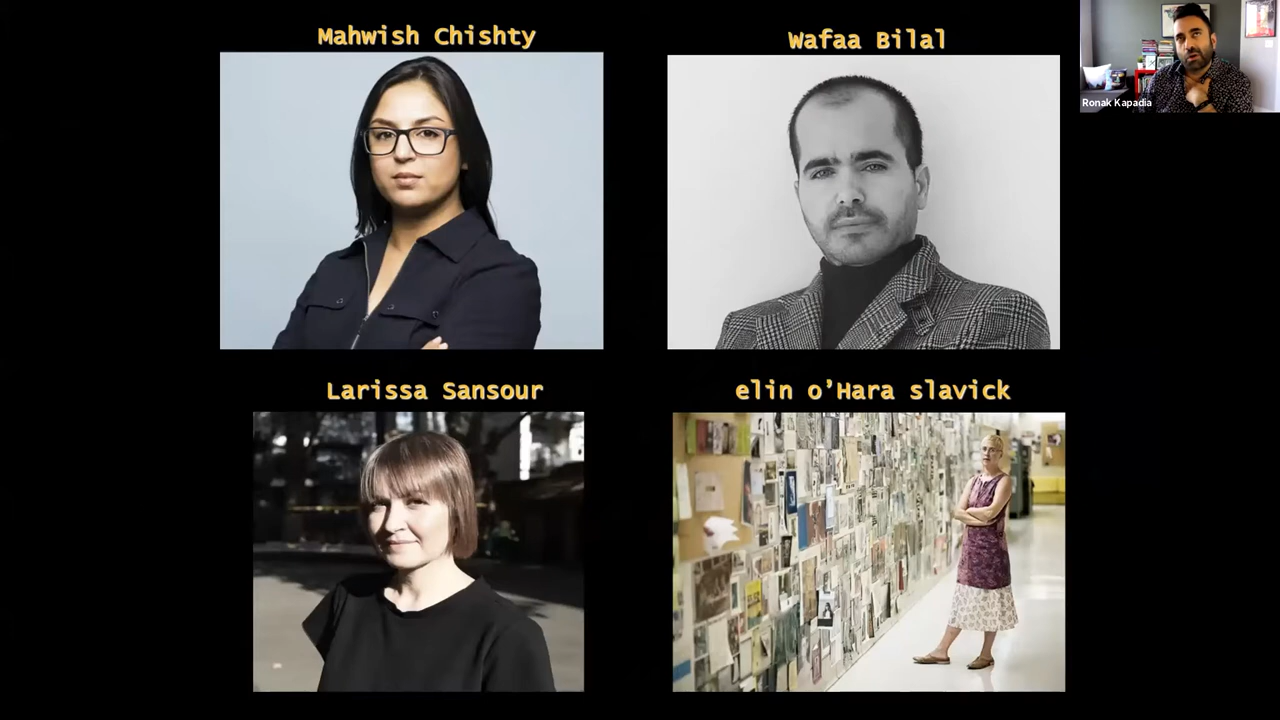 Mahwish Chishty
Wafaa Bilal
Ronak Kapadia
Larissa Sansour
elin o’Hara slavick